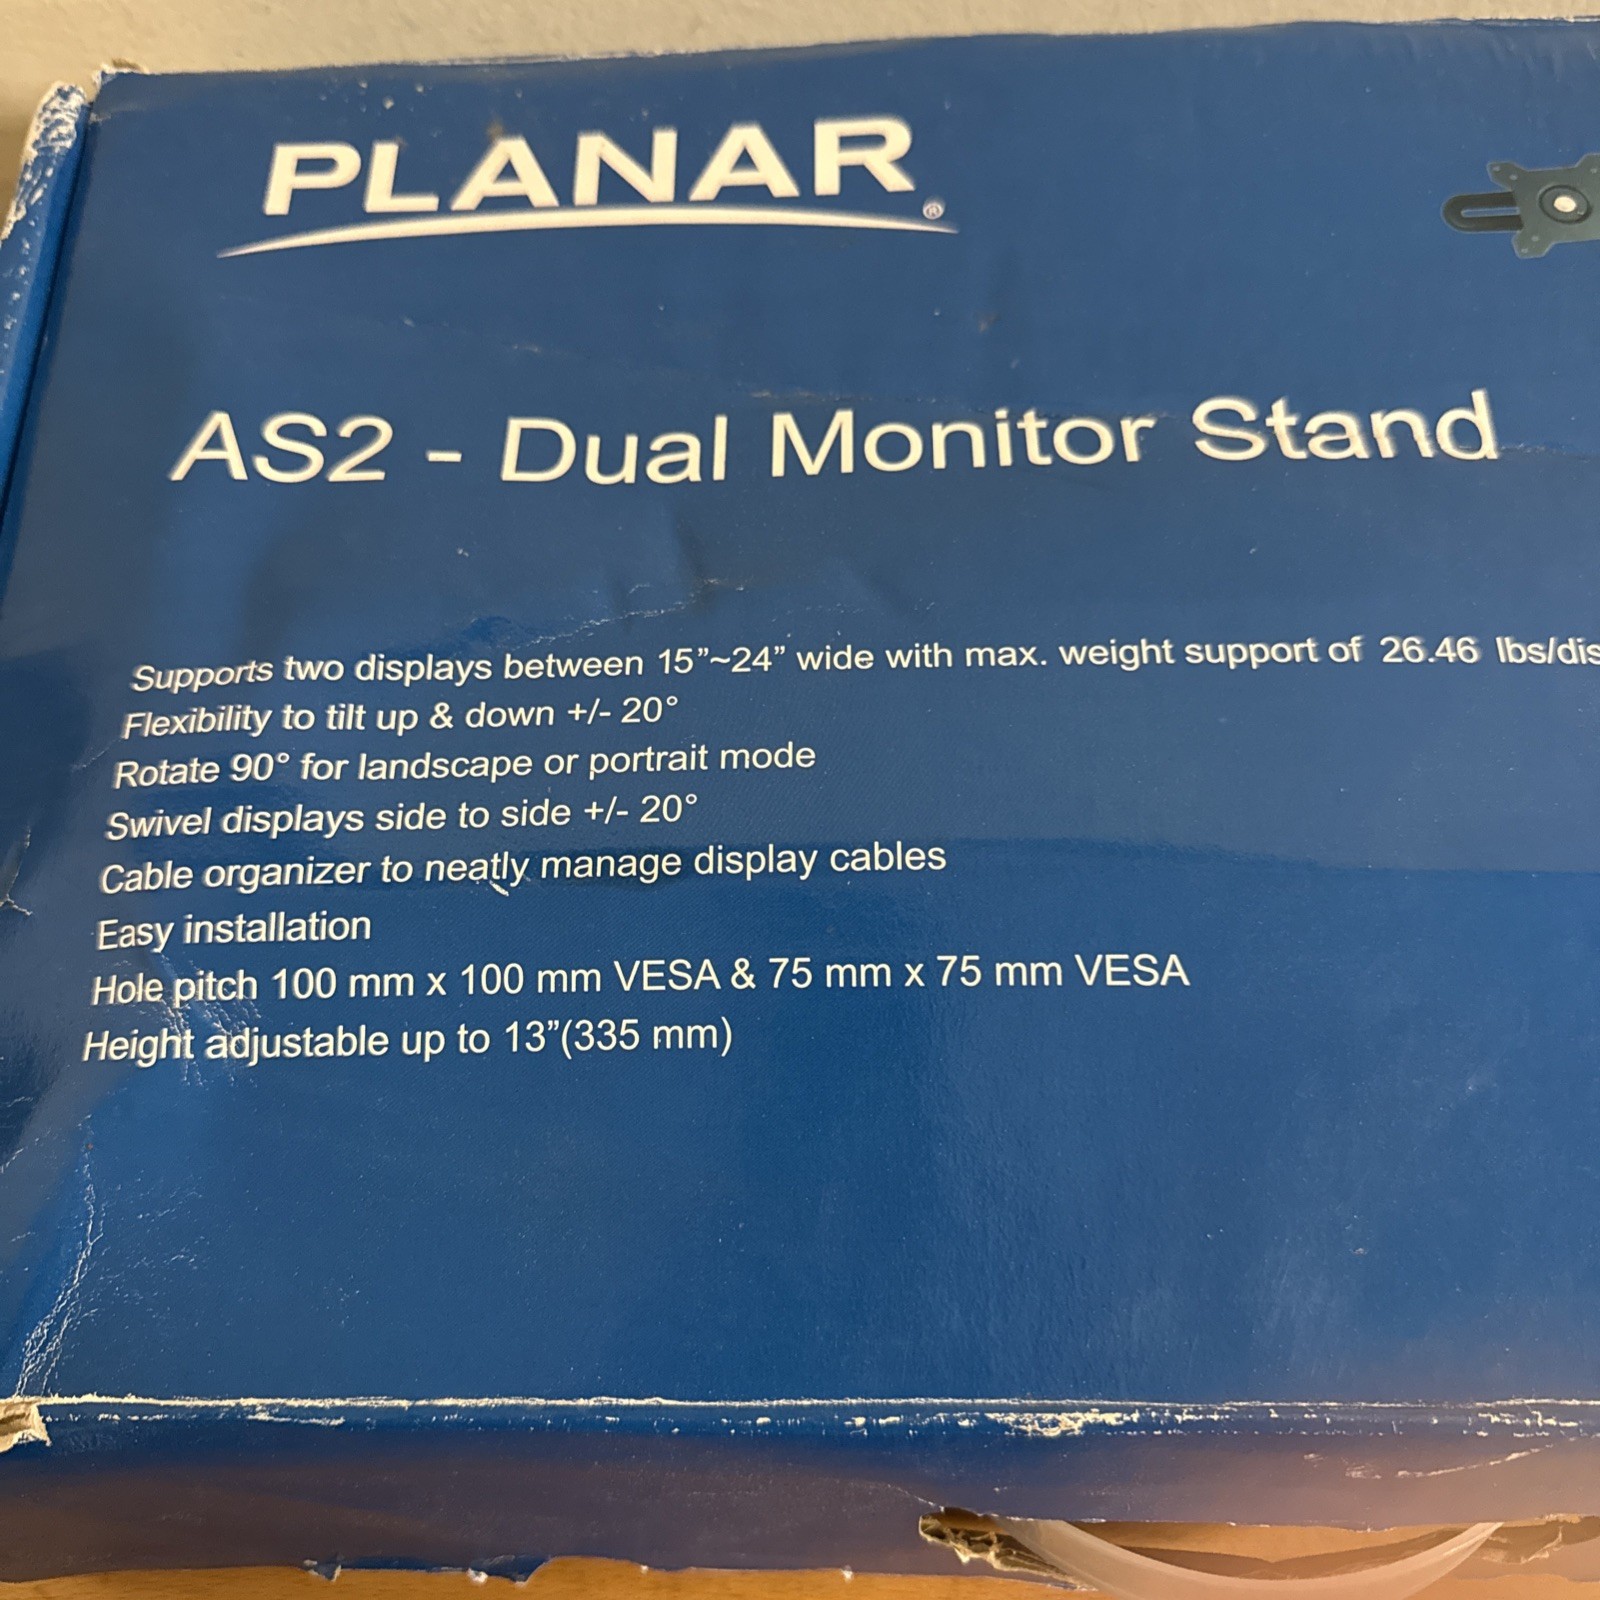 PLANAR®
AS2 - Dual Monitor Stand
Supports two displays between 15”~24” wide with max. weight support of 26.46 lbs/dis
Flexibility to tilt up & down +/- 20°
Rotate 90° for landscape or portrait mode
Swivel displays side to side +/- 20°
Cable organizer to neatly manage display cables
Easy installation
Hole pitch 100 mm x 100 mm VESA & 75 mm x 75 mm VESA
Height adjustable up to 13”(335 mm)